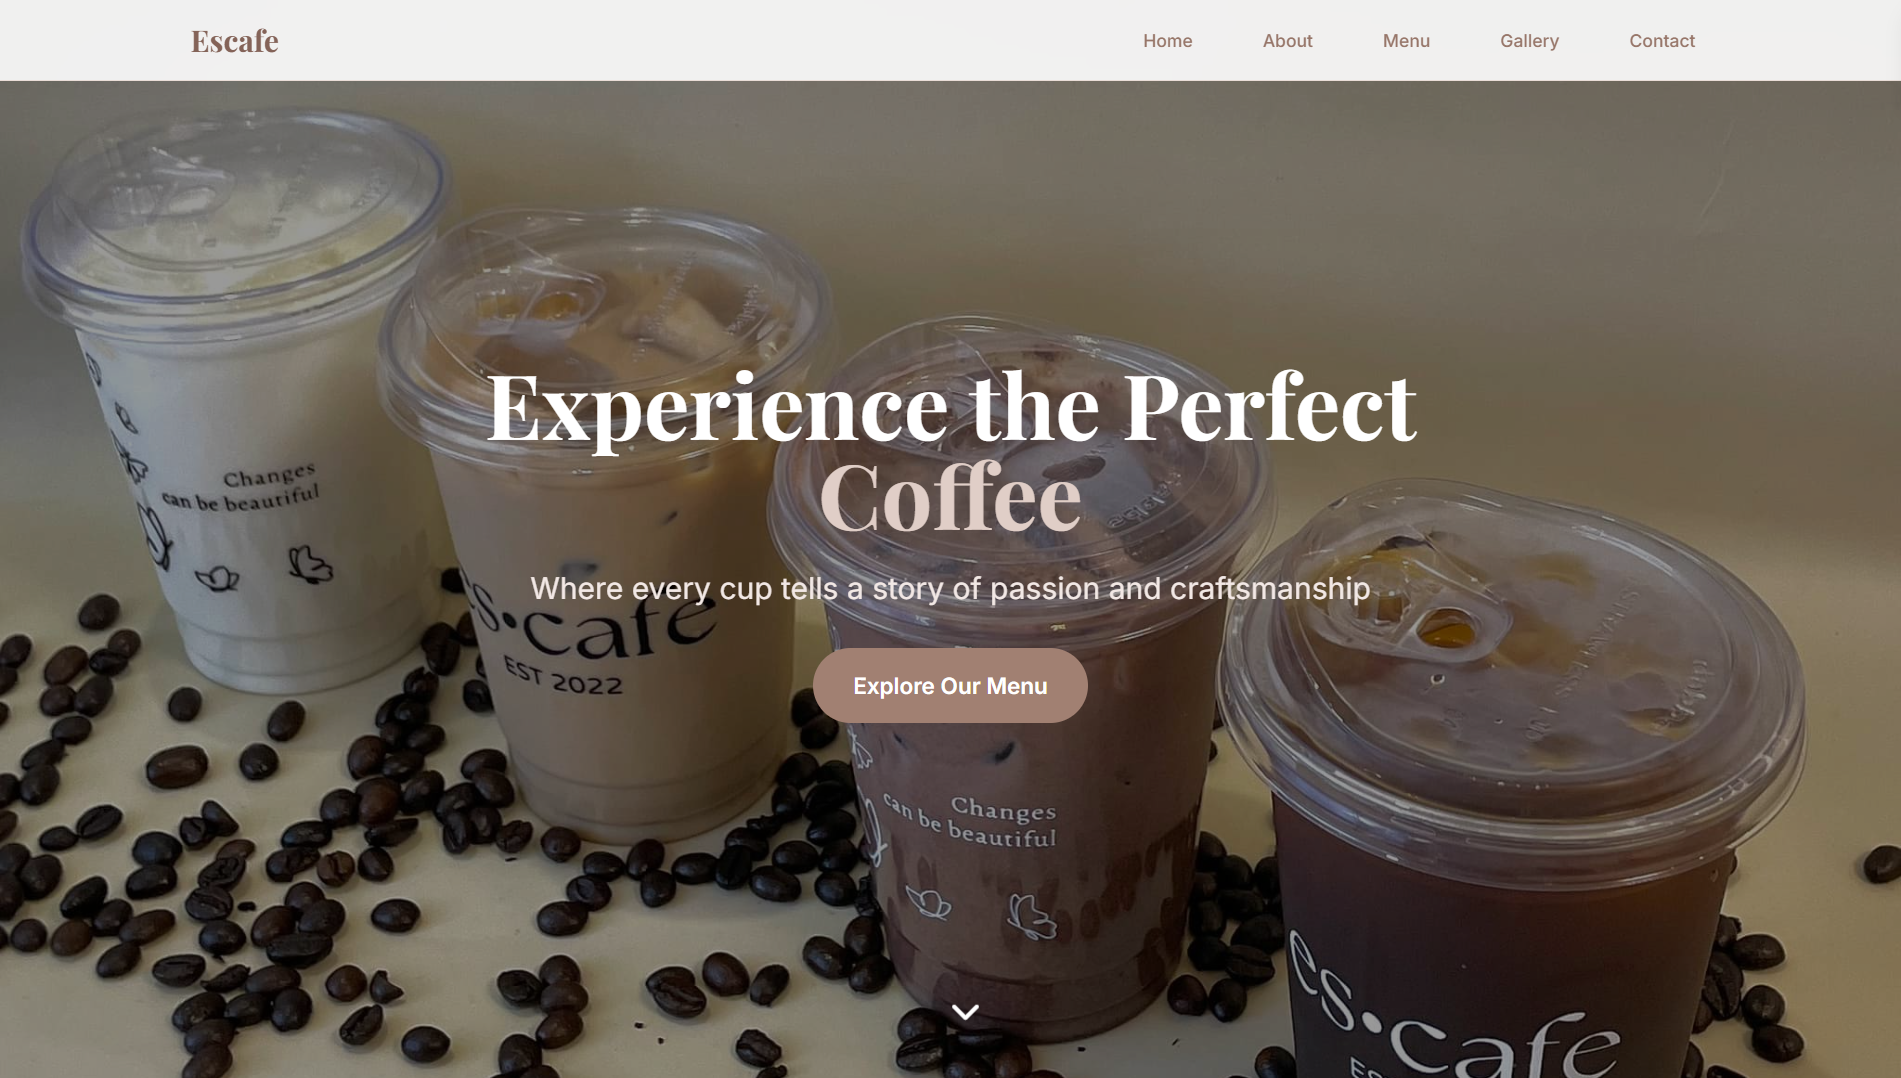 Escafe
Home
About
Menu
Gallery
Contact
Changes
can be beautiful
Experience the Perfect
Coffee
Where every cup tells a story of passion and craftsmanship
es•cafe
EST 2022
Explore Our Menu
Changes
can be beautiful
es•cafe